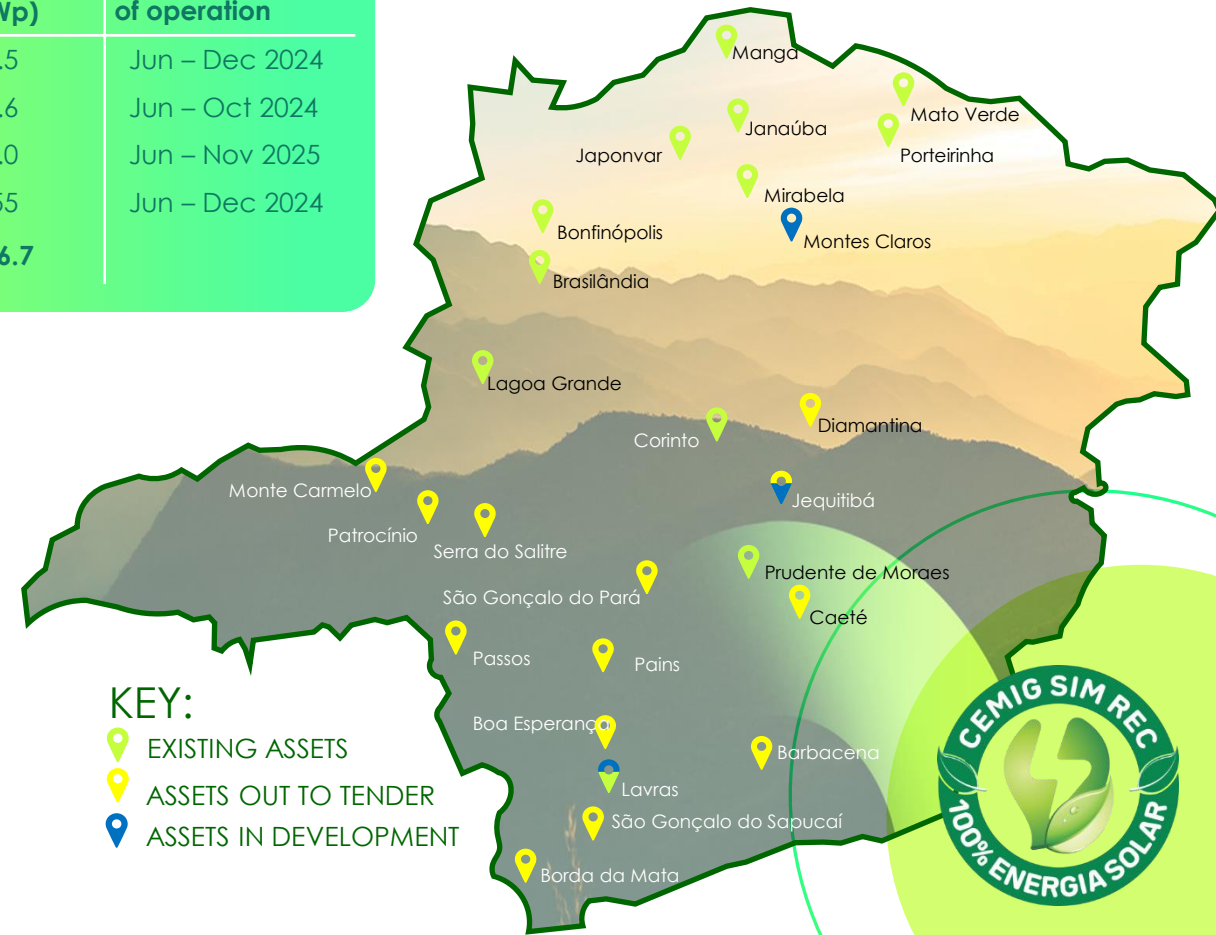 Wp) of operation
.5 Jun – Dec 2024
.6 Jun – Oct 2024
.0 Jun – Nov 2025
55 Jun – Dec 2024
6.7
Manga
Mato Verde
Janaúba
Japonvar
Porteirinha
Mirabela
Bonfinópolis
Montes Claros
Brasilândia
Lagoa Grande
Diamantina
Corinto
Monte Carmelo
Jequitibá
Patrocínio
Serra do Salitre
Prudente de Moraes
São Gonçalo do Pará
Caeté
Passos
Pains
Boa Esperança
Barbacena
Lavras
São Gonçalo do Sapucaí
Borda da Mata
KEY:
EXISTING ASSETS
ASSETS OUT TO TENDER
ASSETS IN DEVELOPMENT
CEMIG SIM REC
100% ENERGIA SOLAR